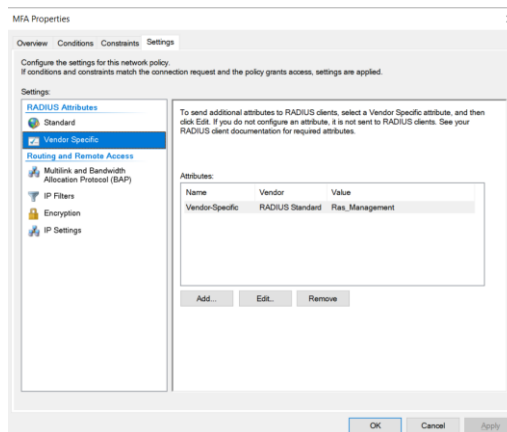 MFA Properties
Overview Conditions Constraints Settings
Configure the settings for this network policy.
If conditions and constraints match the connection request and the policy grants access, settings are applied.
Settings:
RADIUS Attributes
Standard
Vendor Specific
Routing and Remote Access
Multilink and Bandwidth
Allocation Protocol (BAP)
IP Filters
Encryption
IP Settings
To send additional attributes to RADIUS clients, select a Vendor Specific attribute, and then
click Edit. If you do not configure an attribute, it is not sent to RADIUS clients. See your
RADIUS client documentation for required attributes.
Attributes:
Name Vendor Value
Vendor-Specific RADIUS Standard Ras_Management
Add... Edit.. Remove
OK Cancel Apply